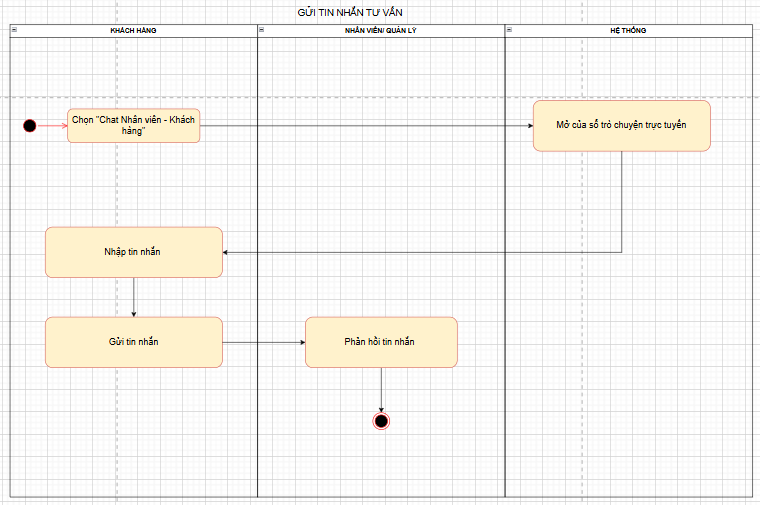 GỬI TIN NHẮN TƯ VẤN
KHÁCH HÀNG
NHÂN VIÊN/ QUẢN LÝ
HỆ THỐNG
Chọn "Chat Nhân viên - Khách
hàng"
Mở cửa sổ trò chuyện trực tuyến
Nhập tin nhắn
Gửi tin nhắn
Phản hồi tin nhắn